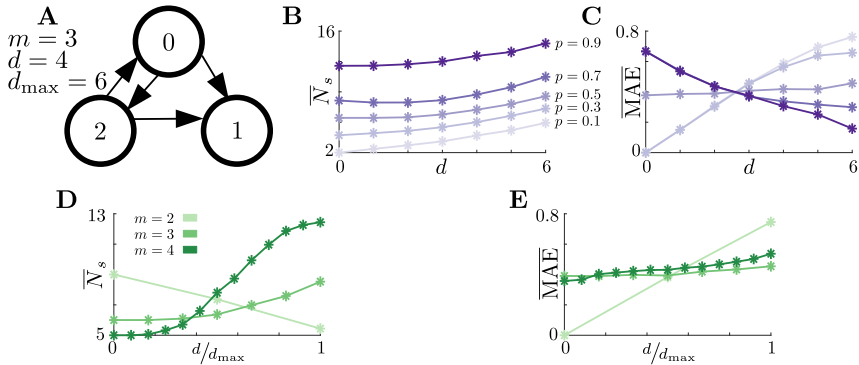 A
m = 3
d = 4
d_max = 6
0
2
1
B
16
N̅_s
2
0
d
6
p = 0.9
p = 0.7
p = 0.5
p = 0.3
p = 0.1
C
0.8
M̅A̅E̅
0
0
d
6
D
13
m = 2
m = 3
m = 4
N̅_s
5
0
d/d_max
1
E
0.8
M̅A̅E̅
0
0
d/d_max
1